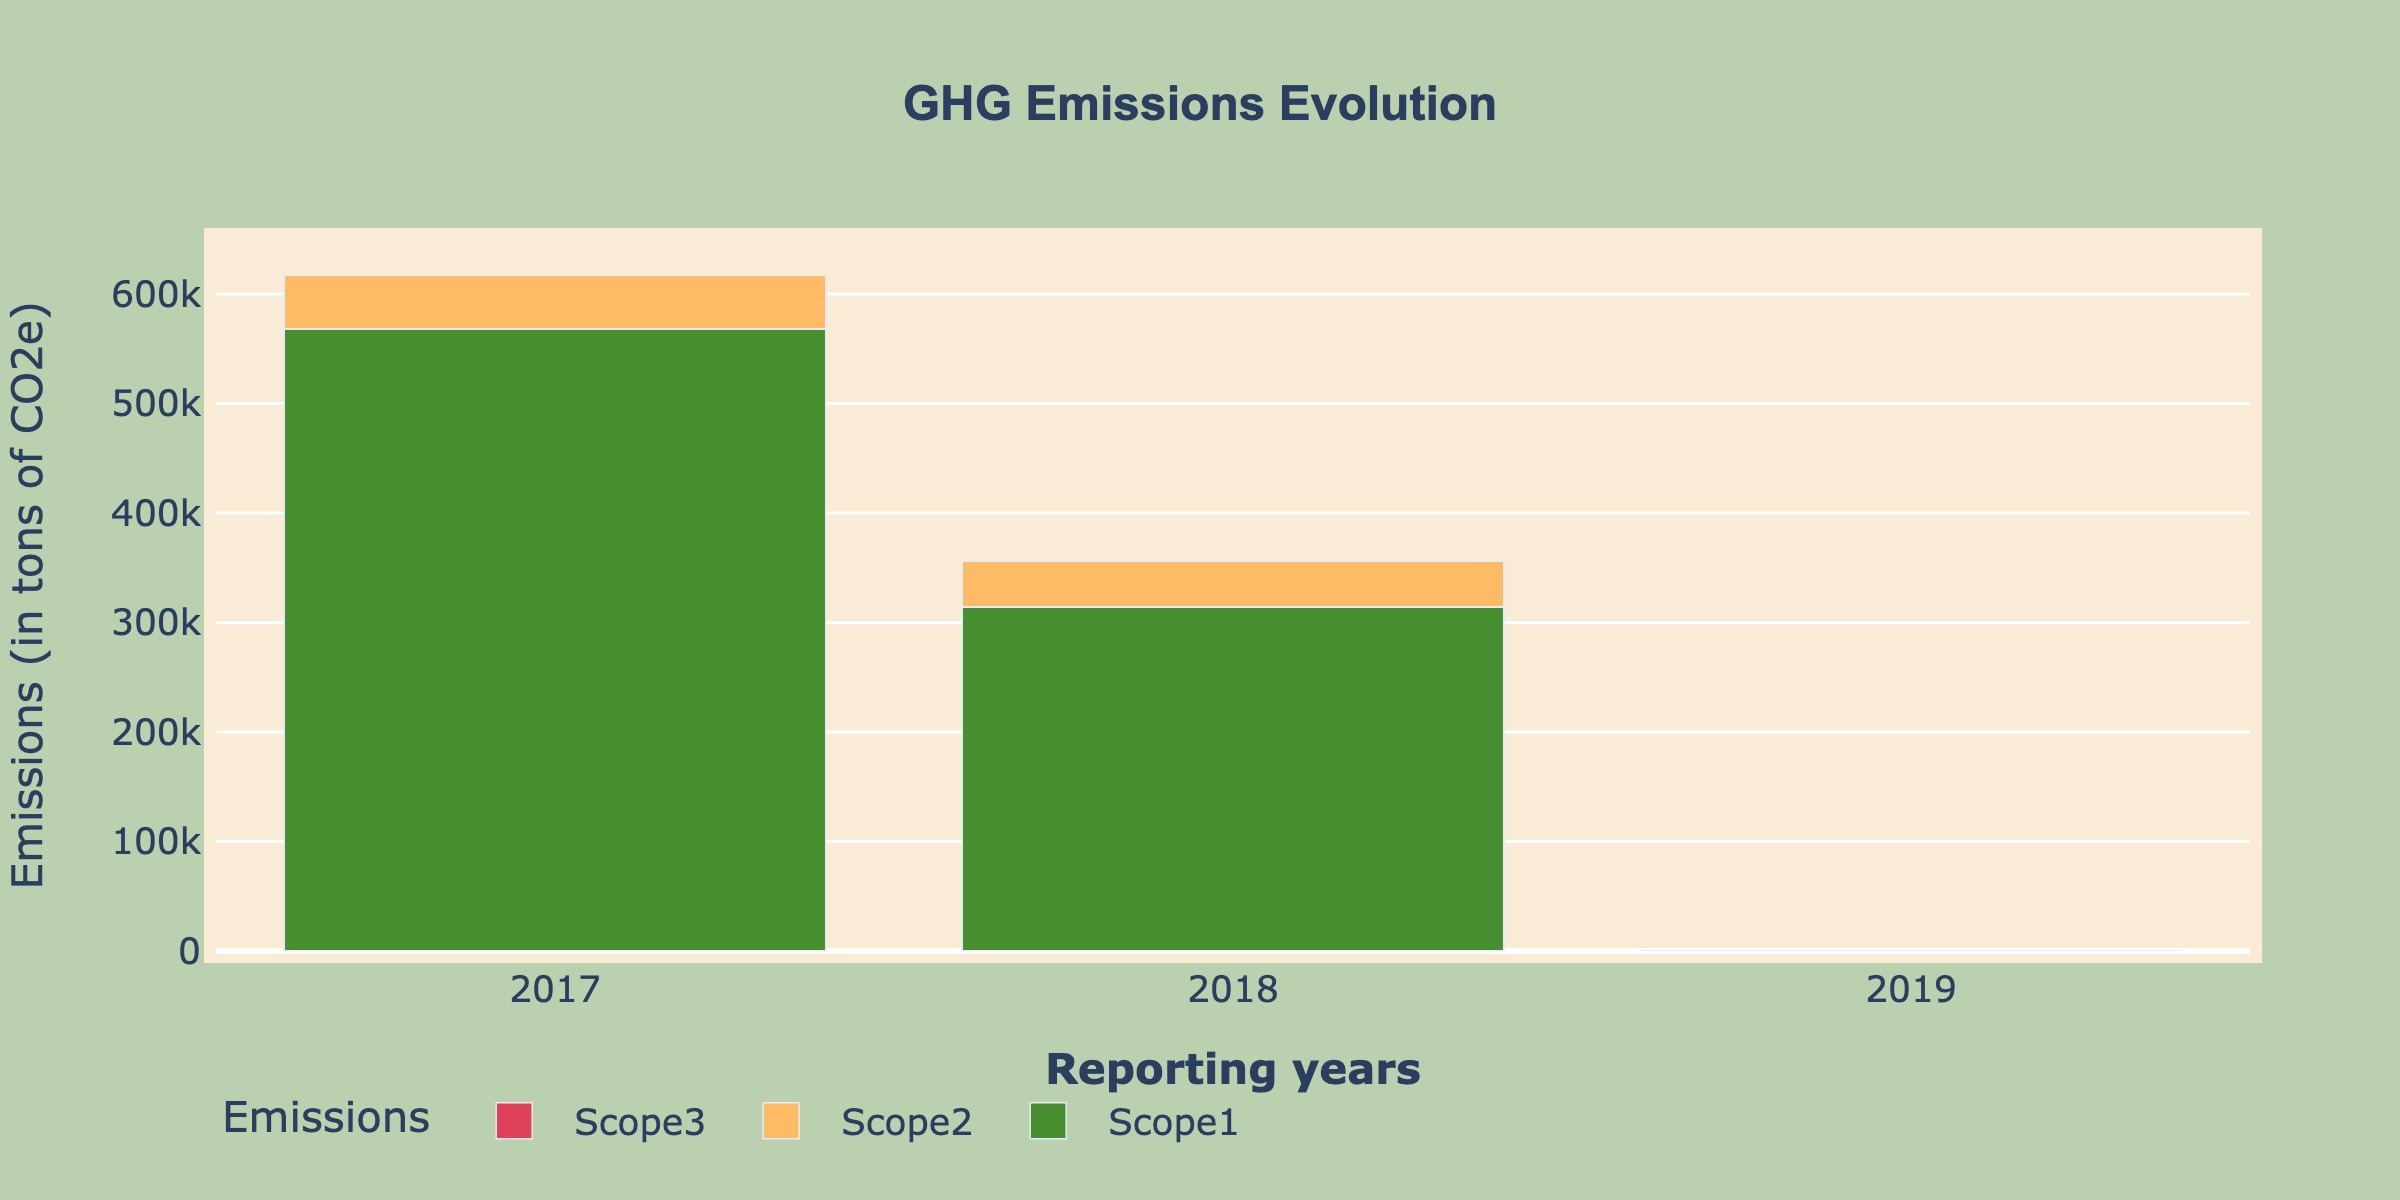 GHG Emissions Evolution
Emissions (in tons of CO2e)
600k
500k
400k
300k
200k
100k
0
2017 2018 2019
Reporting years
Emissions Scope3 Scope2 Scope1